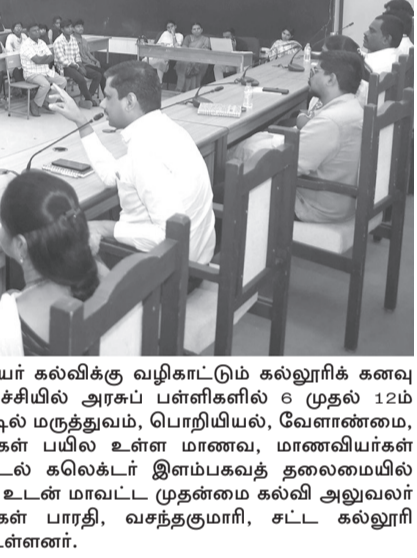 யர் கல்விக்கு வழிகாட்டும் கல்லூரிக் கனவு
ச்சியில் அரசுப் பள்ளிகளில் 6 முதல் 12ம்
டில் மருத்துவம், பொறியியல், வேளாண்மை,
கள் பயில உள்ள மாணவ, மாணவியர்கள்
டல் கலெக்டர் இளம்பகவத் தலைமையில்
உடன் மாவட்ட முதன்மை கல்வி அலுவலர்
கள் பாரதி, வசந்தகுமாரி, சட்ட கல்லூரி
உள்ளனர்.